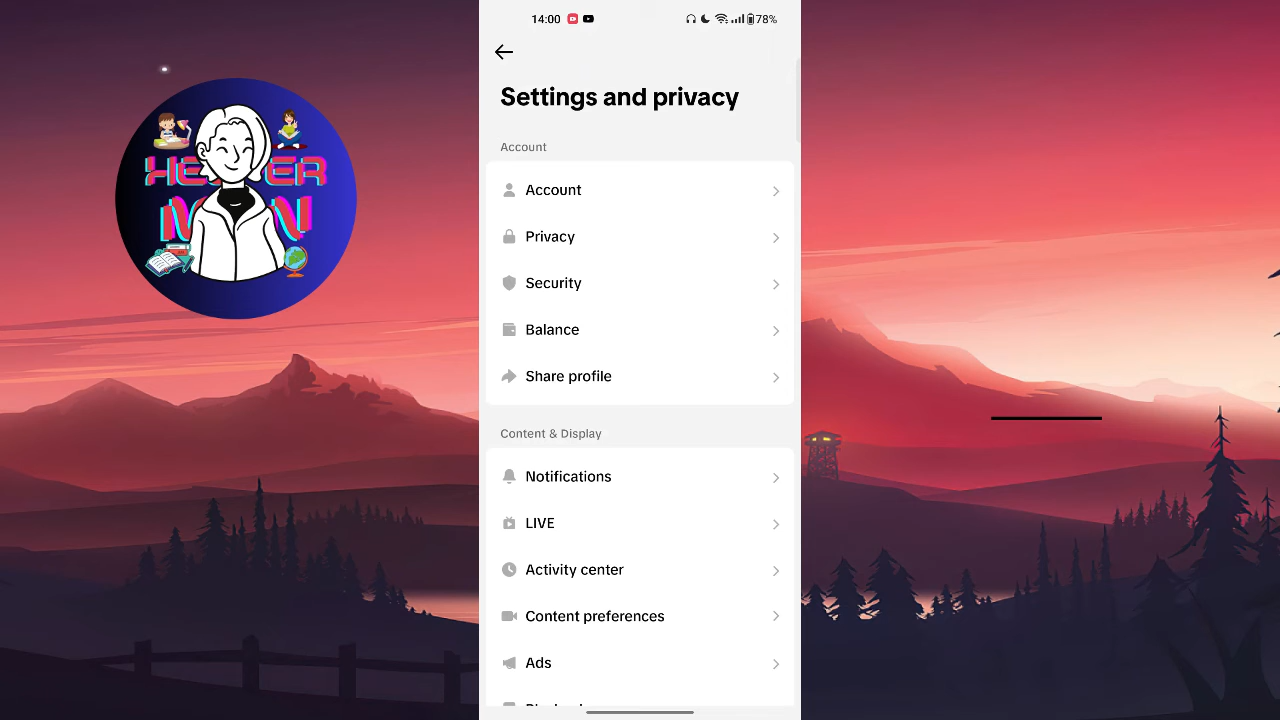 14:00
78%
Settings and privacy
Account
Account
Privacy
Security
Balance
Share profile
Content & Display
Notifications
LIVE
Activity center
Content preferences
Ads